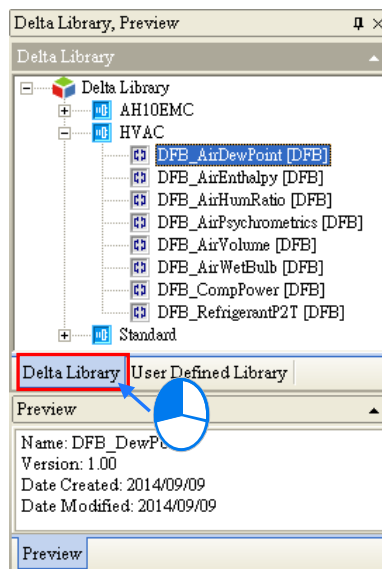 Delta Library, Preview
Delta Library
Delta Library
AH10EMC
HVAC
DFB_AirDewPoint [DFB]
DFB_AirEnthalpy [DFB]
DFB_AirHumRatio [DFB]
DFB_AirPsychrometrics [DFB]
DFB_AirVolume [DFB]
DFB_AirWetBulb [DFB]
DFB_CompPower [DFB]
DFB_RefrigerantP2T [DFB]
Standard
Delta Library User Defined Library
Preview
Name: DFB_DewP
Version: 1.00
Date Created: 2014/09/09
Date Modified: 2014/09/09
Preview